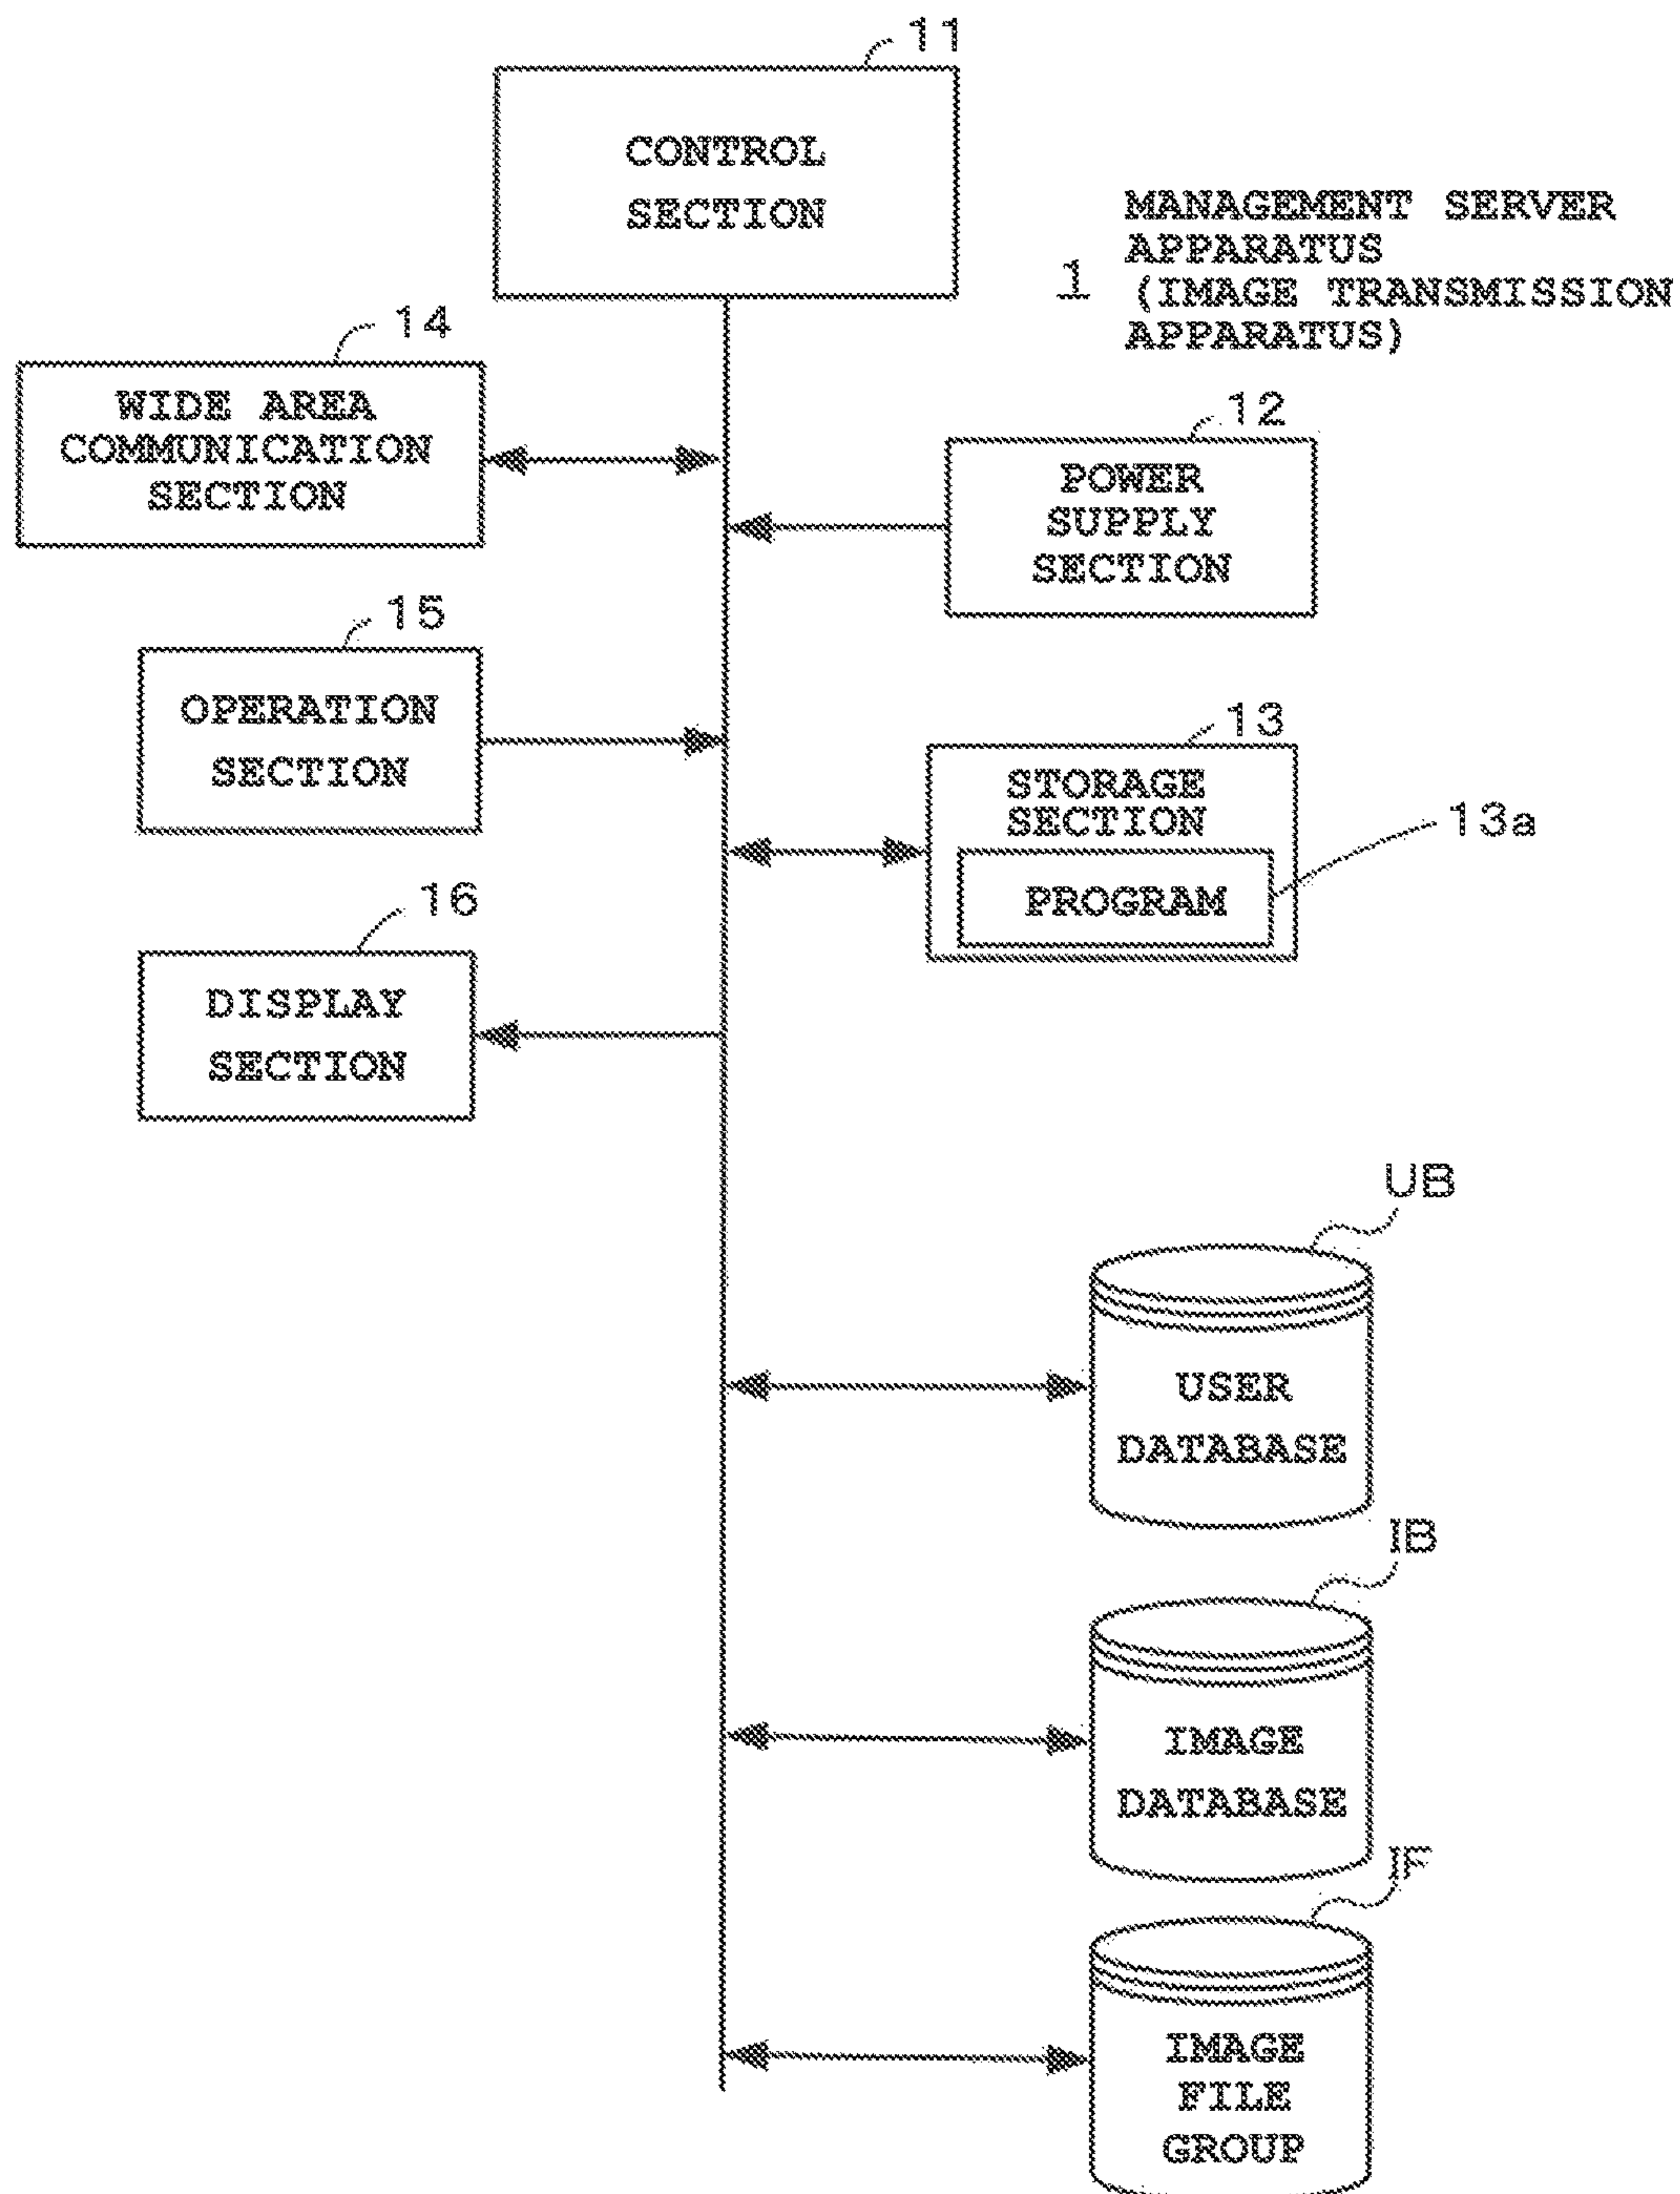 11
CONTROL
SECTION
1
MANAGEMENT SERVER
APPARATUS
(IMAGE TRANSMISSION
APPARATUS)
14
WIDE AREA
COMMUNICATION
SECTION
12
POWER
SUPPLY
SECTION
15
OPERATION
SECTION
13
STORAGE
SECTION
13a
PROGRAM
16
DISPLAY
SECTION
UB
USER
DATABASE
IB
IMAGE
DATABASE
IF
IMAGE
FILE
GROUP